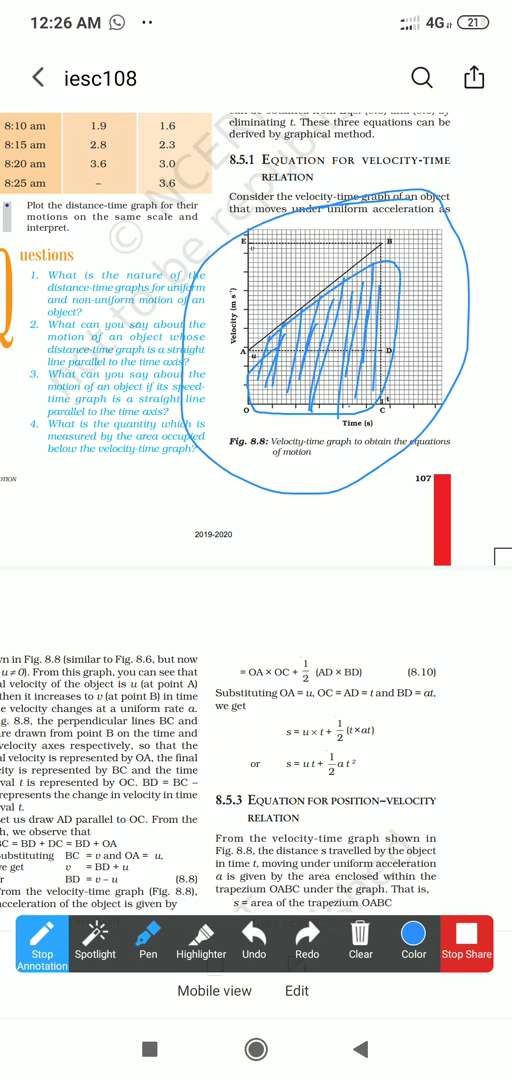 12:26 AM
4G
21
iesc108
8:10 am 1.9 1.6
8:15 am 2.8 2.3
8:20 am 3.6 3.0
8:25 am – 3.6
Plot the distance-time graph for their
motions on the same scale and
interpret.
Questions
1. What is the nature of the
distance-time graphs for uniform
and non-uniform motion of an
object?
2. What can you say about the
motion of an object whose
distance-time graph is a straight
line parallel to the time axis?
3. What can you say about the
motion of an object if its speed-
time graph is a straight line
parallel to the time axis?
4. What is the quantity which is
measured by the area occupied
below the velocity-time graph?
eliminating t. These three equations can be
derived by graphical method.
8.5.1 EQUATION FOR VELOCITY-TIME
RELATION
Consider the velocity-time graph of an object
that moves under uniform acceleration as
E
v
B
Velocity (m s⁻¹)
A
u
D
t
O
C
Time (s)
Fig. 8.8: Velocity-time graph to obtain the equations
of motion
107
2019-2020
wn in Fig. 8.8 (similar to Fig. 8.6, but now
u ≠ 0). From this graph, you can see that
al velocity of the object is u (at point A)
then it increases to v (at point B) in time
e velocity changes at a uniform rate a.
g. 8.8, the perpendicular lines BC and
re drawn from point B on the time and
velocity axes respectively, so that the
al velocity is represented by OA, the final
city is represented by BC and the time
val t is represented by OC. BD = BC –
represents the change in velocity in time
val t.
et us draw AD parallel to OC. From the
h, we observe that
BC = BD + DC = BD + OA
ubstituting BC = v and OA = u,
e get v = BD + u
r BD = v – u (8.8)
From the velocity-time graph (Fig. 8.8),
acceleration of the object is given by
= OA × OC + 1/2 (AD × BD) (8.10)
Substituting OA = u, OC = AD = t and BD = at,
we get
s = u × t + 1/2 (t × at)
or s = u t + 1/2 a t ²
8.5.3 EQUATION FOR POSITION–VELOCITY
RELATION
From the velocity-time graph shown in
Fig. 8.8, the distance s travelled by the object
in time t, moving under uniform acceleration
a is given by the area enclosed within the
trapezium OABC under the graph. That is,
s = area of the trapezium OABC
Stop Annotation
Spotlight
Pen
Highlighter
Undo
Redo
Clear
Color
Stop Share
Mobile view
Edit